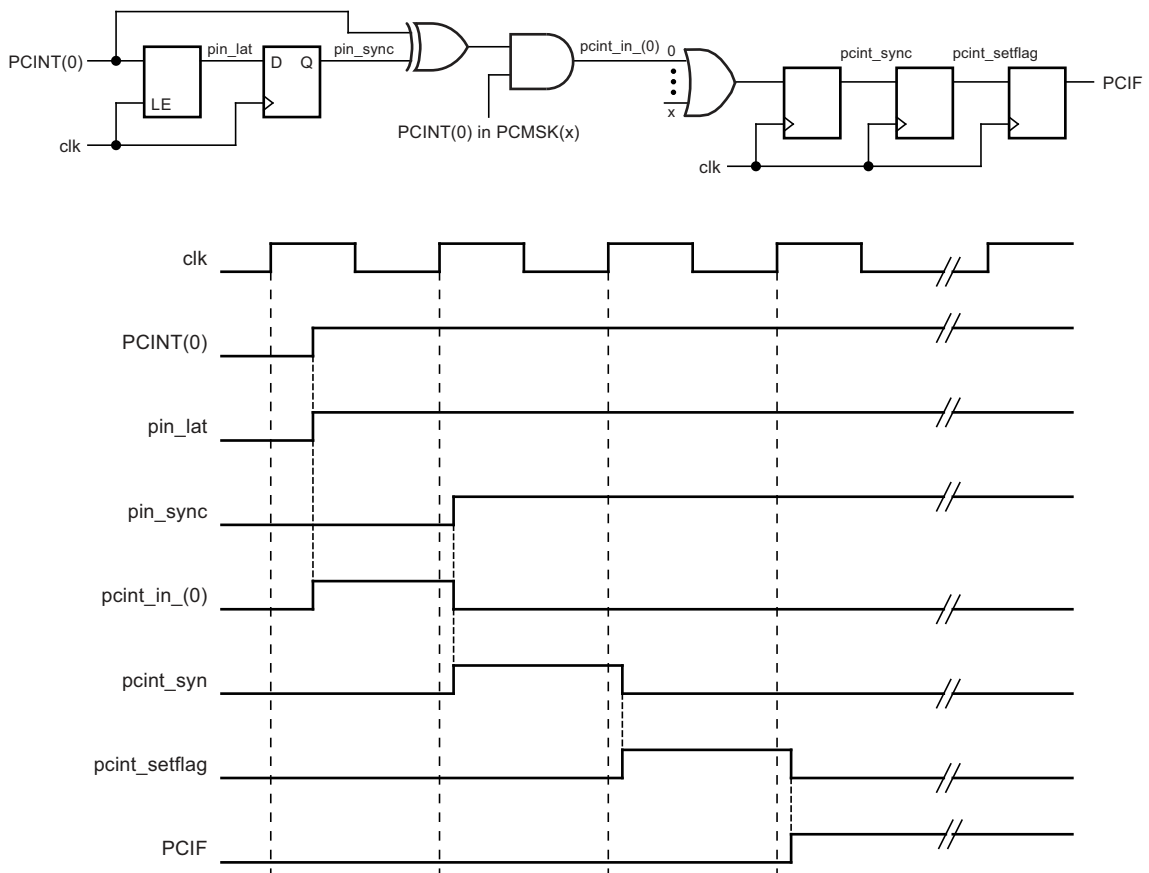 PCINT(0)
pin_lat
D Q
pin_sync
LE
clk
PCINT(0) in PCMSK(x)
pcint_in_(0)
0
x
pcint_sync
pcint_setflag
PCIF
clk
clk
PCINT(0)
pin_lat
pin_sync
pcint_in_(0)
pcint_syn
pcint_setflag
PCIF